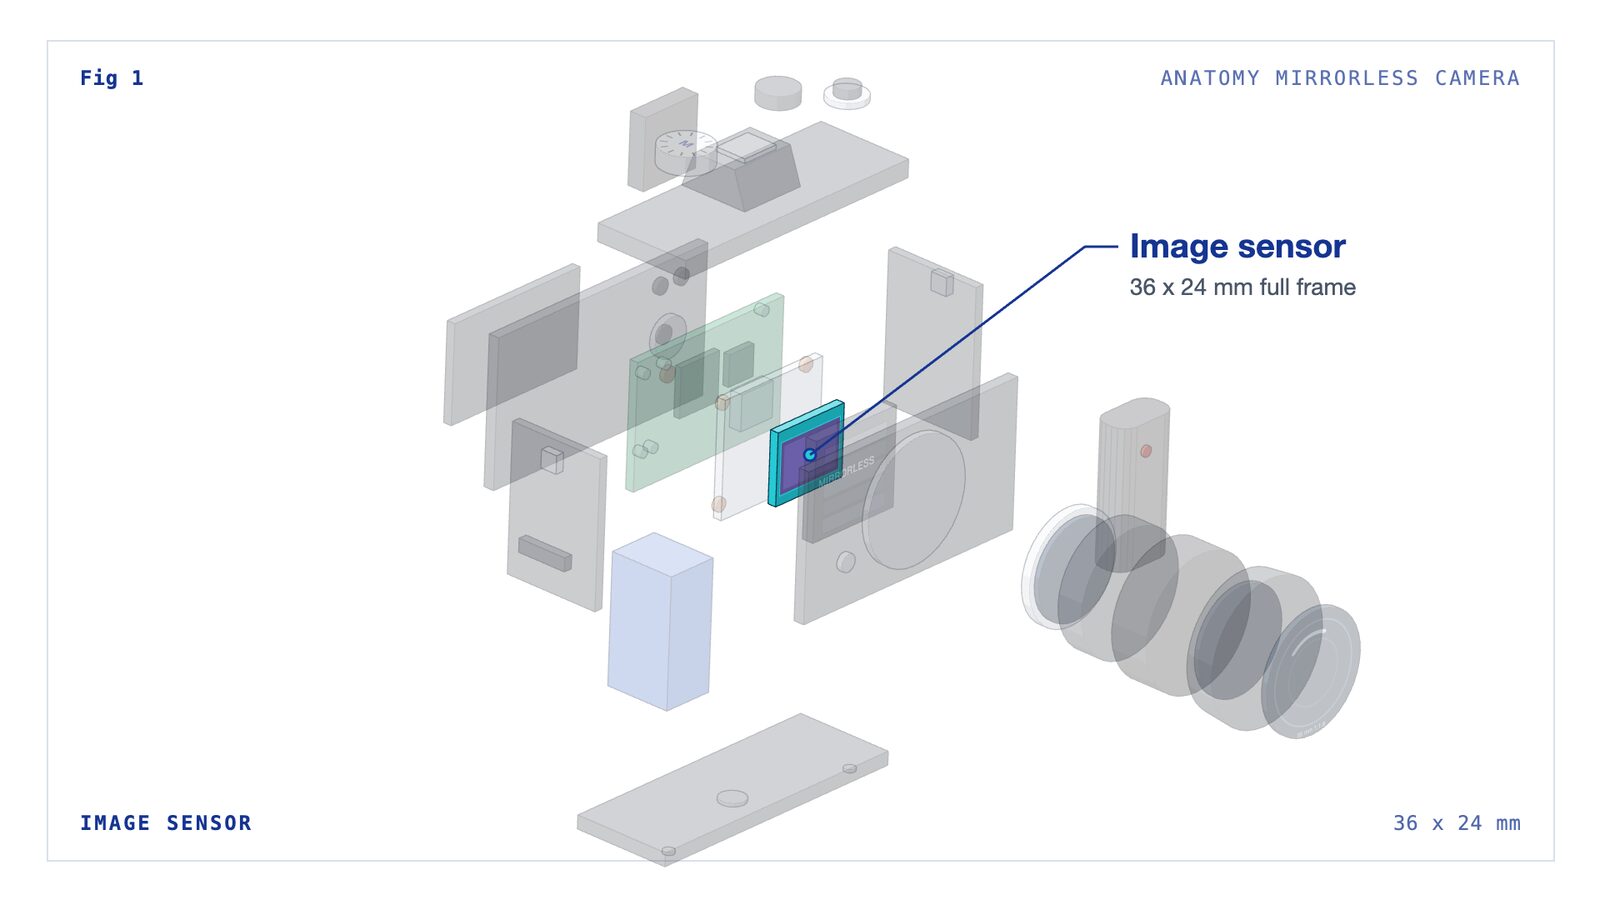 Fig 1
ANATOMY MIRRORLESS CAMERA
M
Image sensor
36 x 24 mm full frame
MIRRORLESS
IMAGE SENSOR
36 x 24 mm